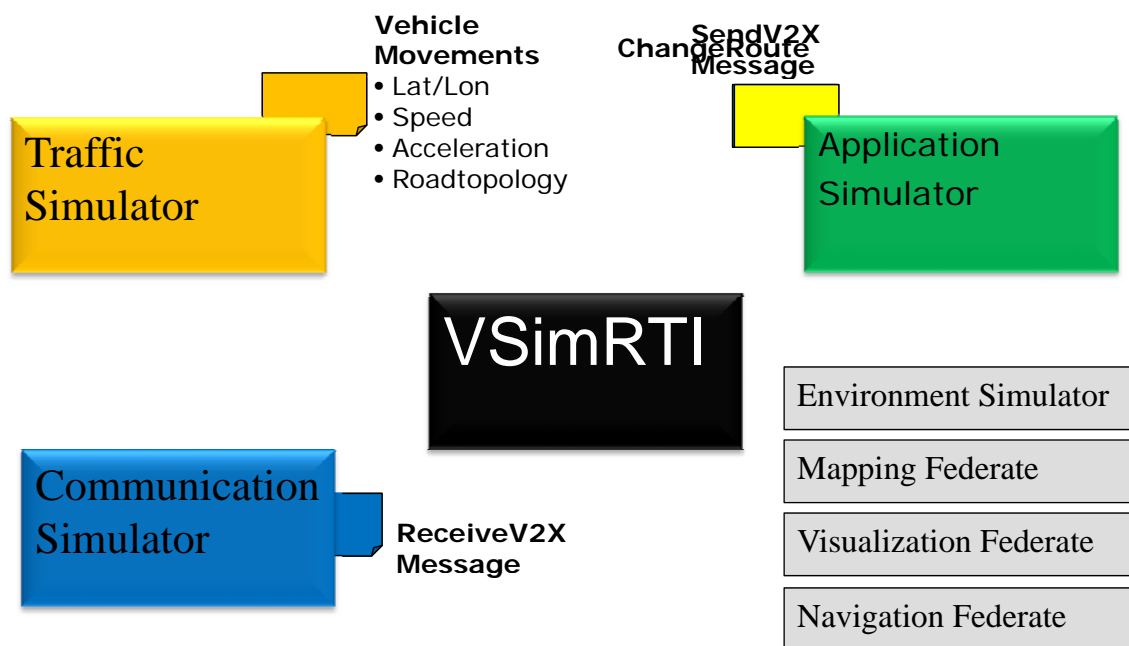 Vehicle
Movements
• Lat/Lon
• Speed
• Acceleration
• Roadtopology
ChangeRoute
SendV2X
Message
Traffic
Simulator
Application
Simulator
VSimRTI
Communication
Simulator
ReceiveV2X
Message
Environment Simulator
Mapping Federate
Visualization Federate
Navigation Federate